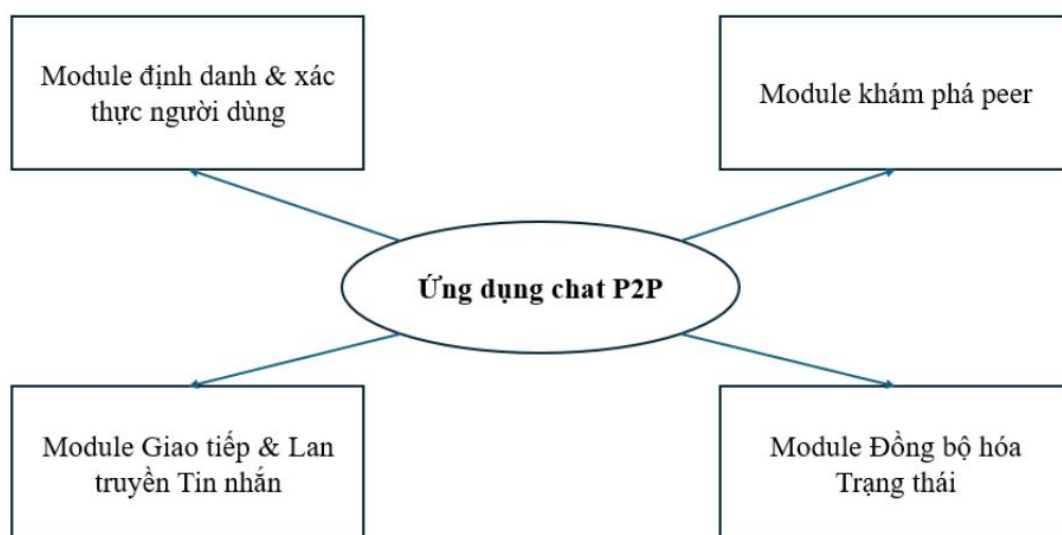 Module định danh & xác
thực người dùng
Module khám phá peer
Ứng dụng chat P2P
Module Giao tiếp & Lan
truyền Tin nhắn
Module Đồng bộ hóa
Trạng thái